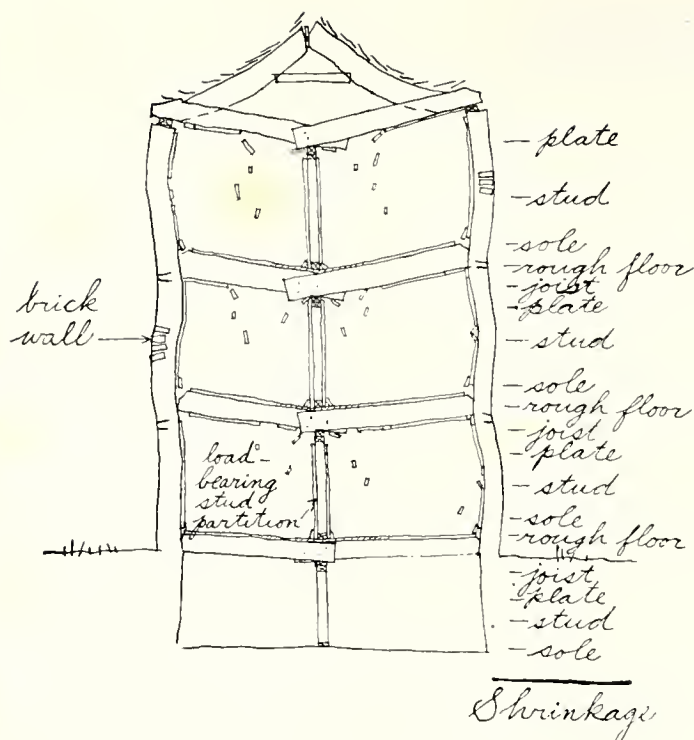 plate
stud
sole
rough floor
joist
plate
stud
sole
rough floor
joist
plate
stud
sole
rough floor
joist
plate
stud
sole
brick
wall
load-
bearing
stud
partition
Shrinkage